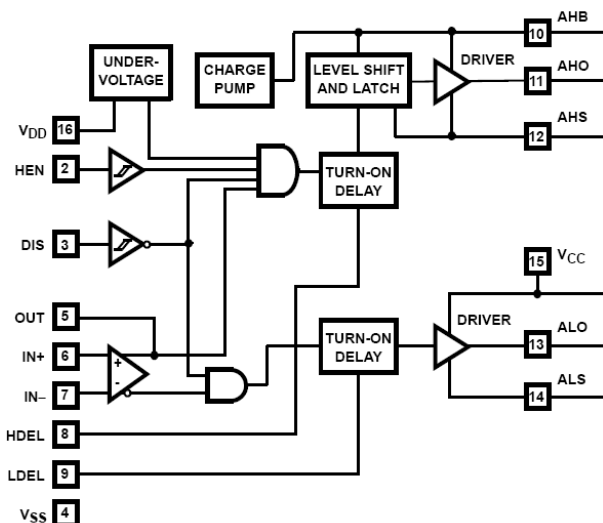 AHB
10
UNDER-
VOLTAGE
CHARGE
PUMP
LEVEL SHIFT
AND LATCH
DRIVER
AHO
11
VDD
16
AHS
12
HEN
2
TURN-ON
DELAY
DIS
3
VCC
15
OUT
5
IN+
6
+
-
IN–
7
TURN-ON
DELAY
DRIVER
ALO
13
ALS
14
HDEL
8
LDEL
9
VSS
4